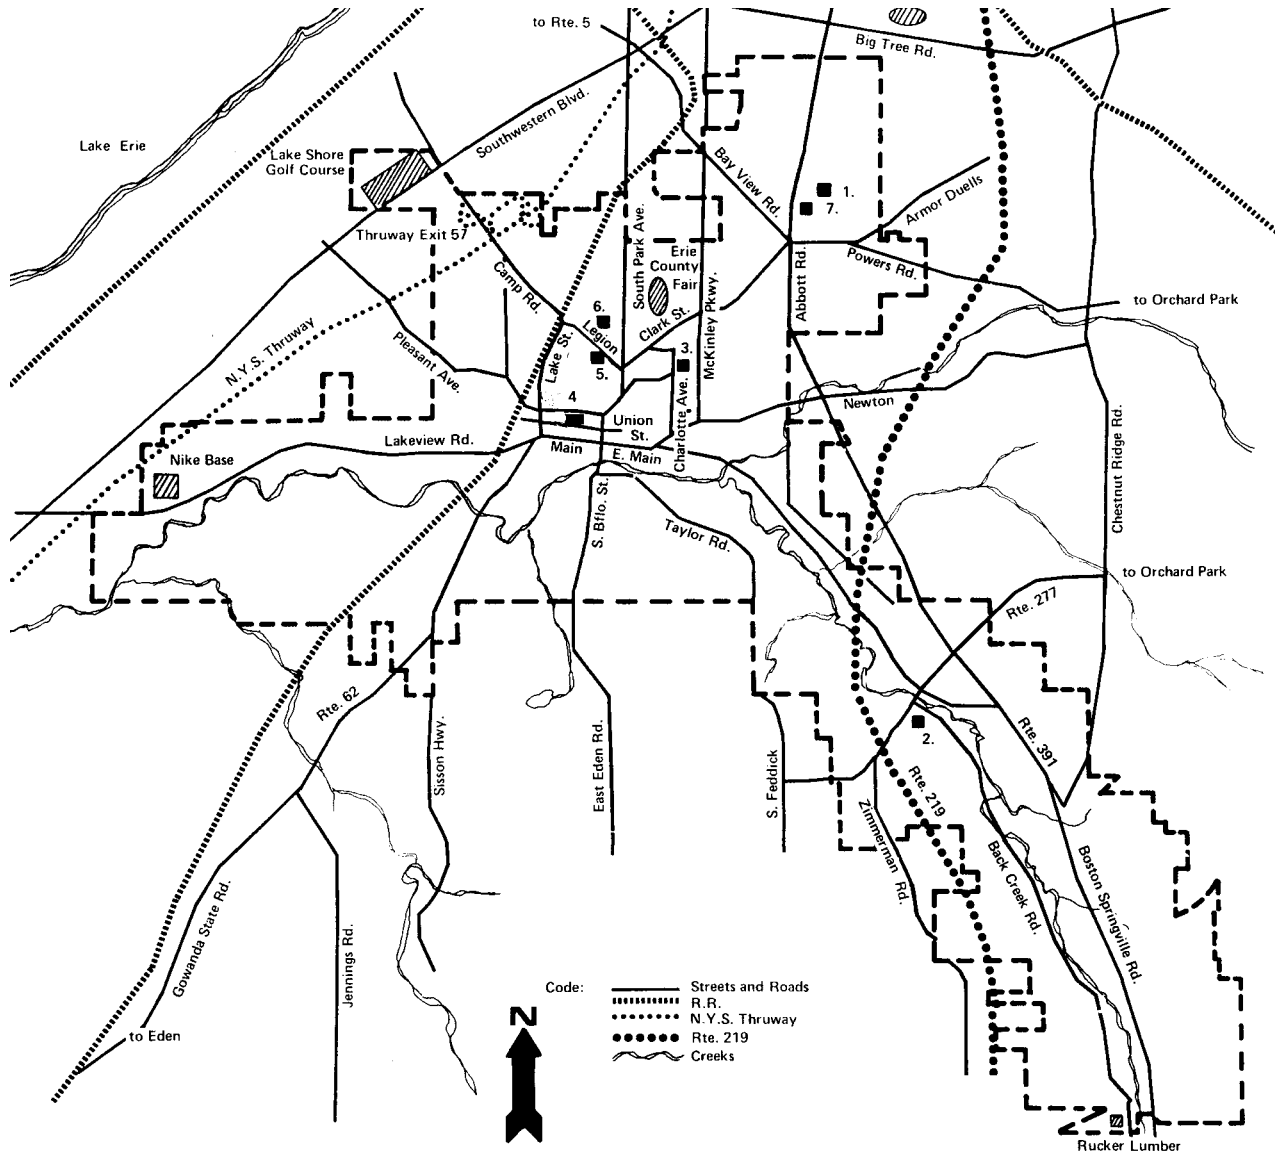 to Rte. 5
Big Tree Rd.
Southwestern Blvd.
Lake Erie
Lake Shore
Golf Course
Bay View Rd.
Armor Duells
1.
7.
South Park Ave.
Thruway Exit 57
Erie
County
Fair
Powers Rd.
Abbott Rd.
Camp Rd.
McKinley Pkwy.
to Orchard Park
6.
Legion
Clark St.
N.Y.S. Thruway
Pleasant Ave.
Lake St.
3.
5.
4
Charlotte Ave.
Newton
Union
St.
Chestnut Ridge Rd.
Lakeview Rd.
Main
E. Main
Nike Base
S. Bflo. St.
Taylor Rd.
to Orchard Park
Rte. 277
Rte. 62
Sisson Hwy.
East Eden Rd.
S. Feddick
2.
Rte. 391
Rte. 219
Zimmerman Rd.
Back Creek Rd.
Boston Springville Rd.
Gowanda State Rd.
Jennings Rd.
to Eden
Code:
Streets and Roads
R.R.
N.Y.S. Thruway
Rte. 219
Creeks
N
Rucker Lumber